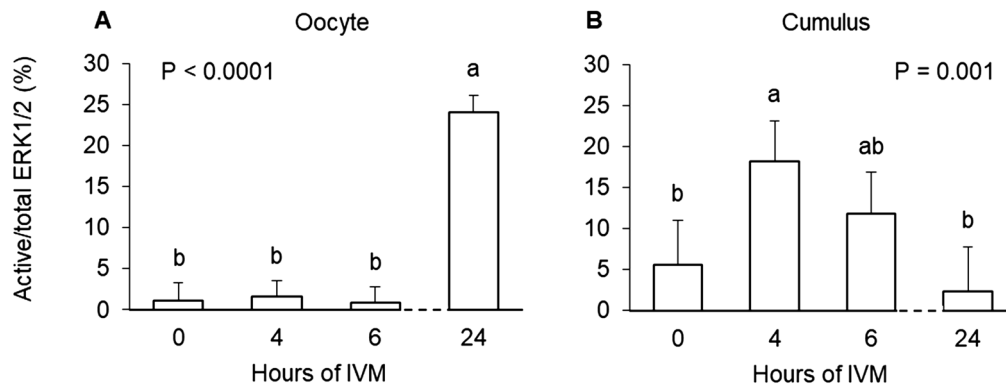 A
Oocyte
Active/total ERK1/2 (%)
30
25
20
15
10
5
0
P < 0.0001
b
b
b
a
0 4 6 24
Hours of IVM
B
Cumulus
30
25
20
15
10
5
0
P = 0.001
b
a
ab
b
0 4 6 24
Hours of IVM